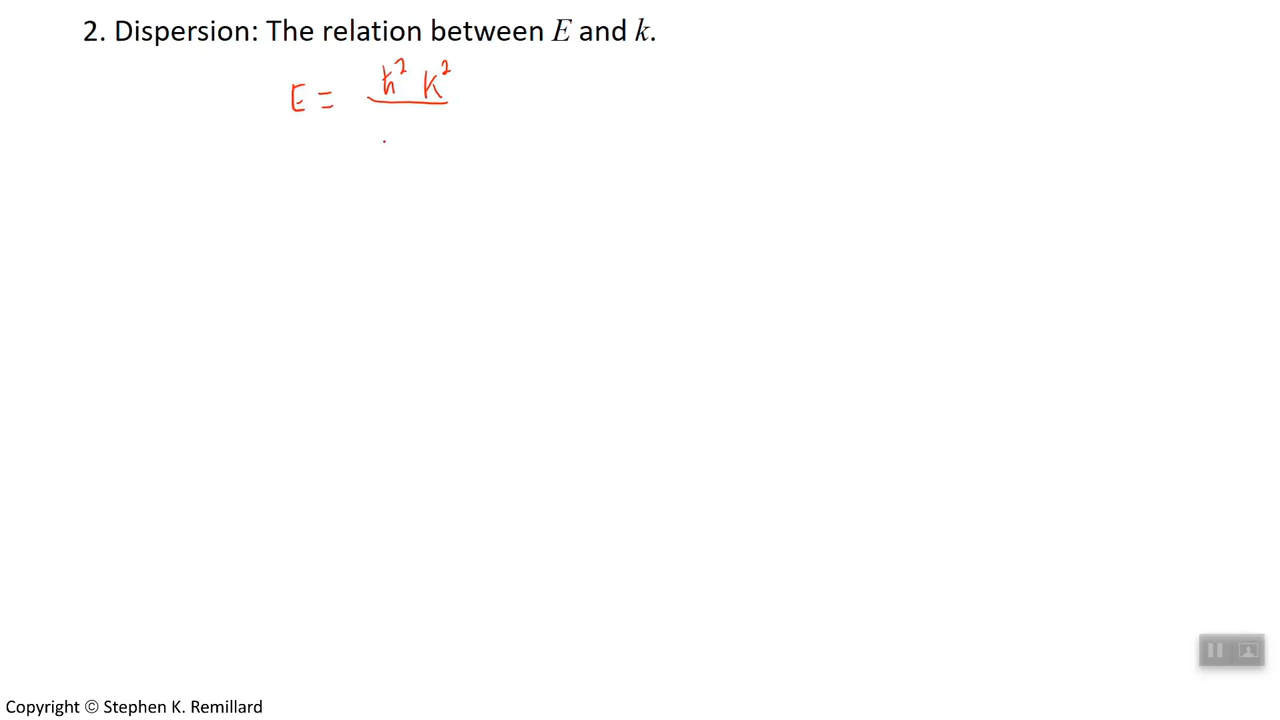 2. Dispersion: The relation between E and k.
E = ħ² k²
Copyright © Stephen K. Remillard